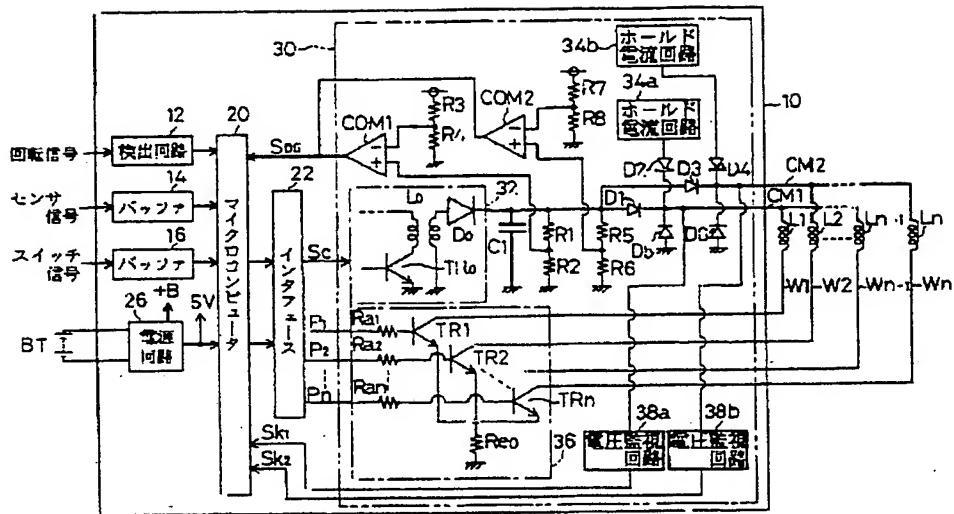 30
34b
ホールド
電流回路
34a
ホールド
電流回路
10
R7
R8
COM2
COM1
R3
R4
20
12
回転信号
検出回路
SDG
22
14
センサ
信号
バッファ
16
スイッチ
信号
バッファ
マイクロコンピュータ
インタフェース
Sc
Lo
32
Do
C1
R1
R2
D1
R5
R6
D2
D3
D4
D5
D6
CM2
CM1
L1
L2
Ln-1
Ln
W1
W2
Wn-1
Wn
26
+B
5V
BT
電源
回路
P1
Ra1
TR1
P2
Ra2
TR2
Pn
Ran
TRn
Reo
36
Sk1
Sk2
38a
電圧監視
回路
38b
電圧監視
回路